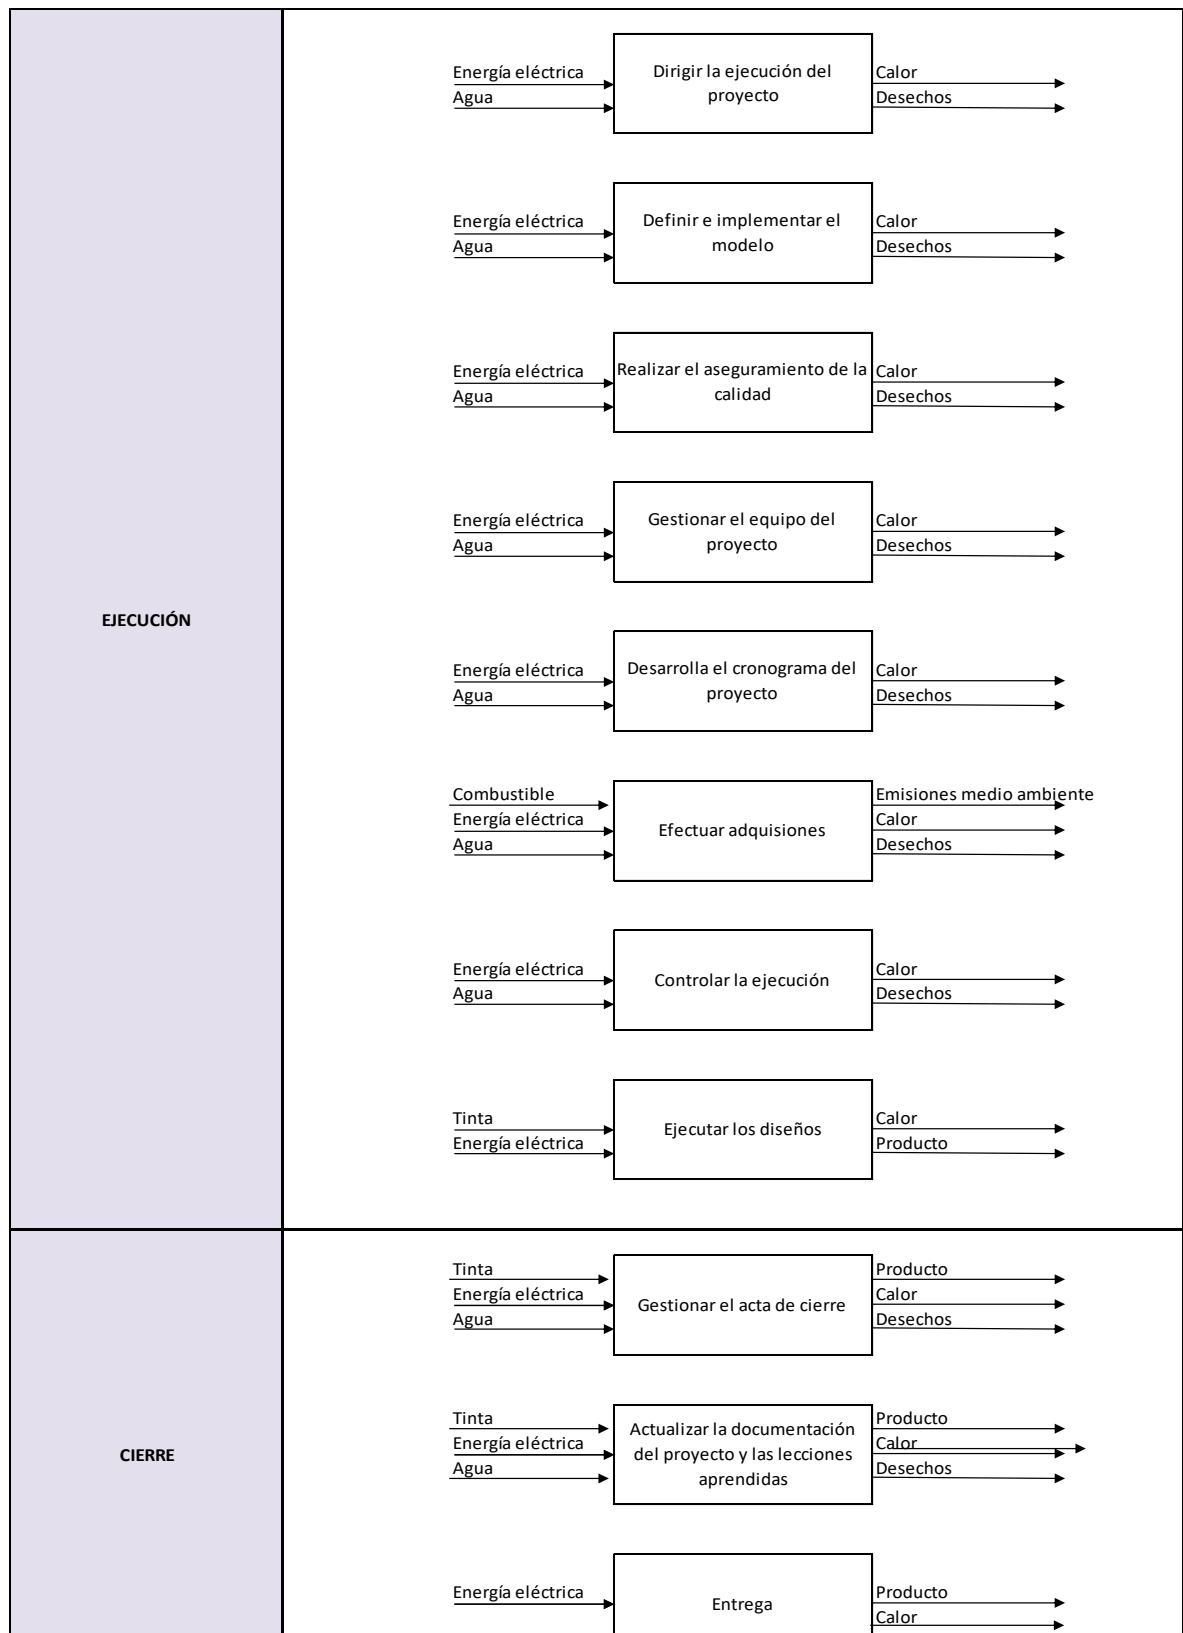 EJECUCIÓN
Energía eléctrica
Agua
Dirigir la ejecución del
proyecto
Calor
Desechos
Energía eléctrica
Agua
Definir e implementar el
modelo
Calor
Desechos
Energía eléctrica
Agua
Realizar el aseguramiento de la
calidad
Calor
Desechos
Energía eléctrica
Agua
Gestionar el equipo del
proyecto
Calor
Desechos
Energía eléctrica
Agua
Desarrolla el cronograma del
proyecto
Calor
Desechos
Combustible
Energía eléctrica
Agua
Efectuar adquisiones
Emisiones medio ambiente
Calor
Desechos
Energía eléctrica
Agua
Controlar la ejecución
Calor
Desechos
Tinta
Energía eléctrica
Ejecutar los diseños
Calor
Producto
CIERRE
Tinta
Energía eléctrica
Agua
Gestionar el acta de cierre
Producto
Calor
Desechos
Tinta
Energía eléctrica
Agua
Actualizar la documentación
del proyecto y las lecciones
aprendidas
Producto
Calor
Desechos
Energía eléctrica
Entrega
Producto
Calor